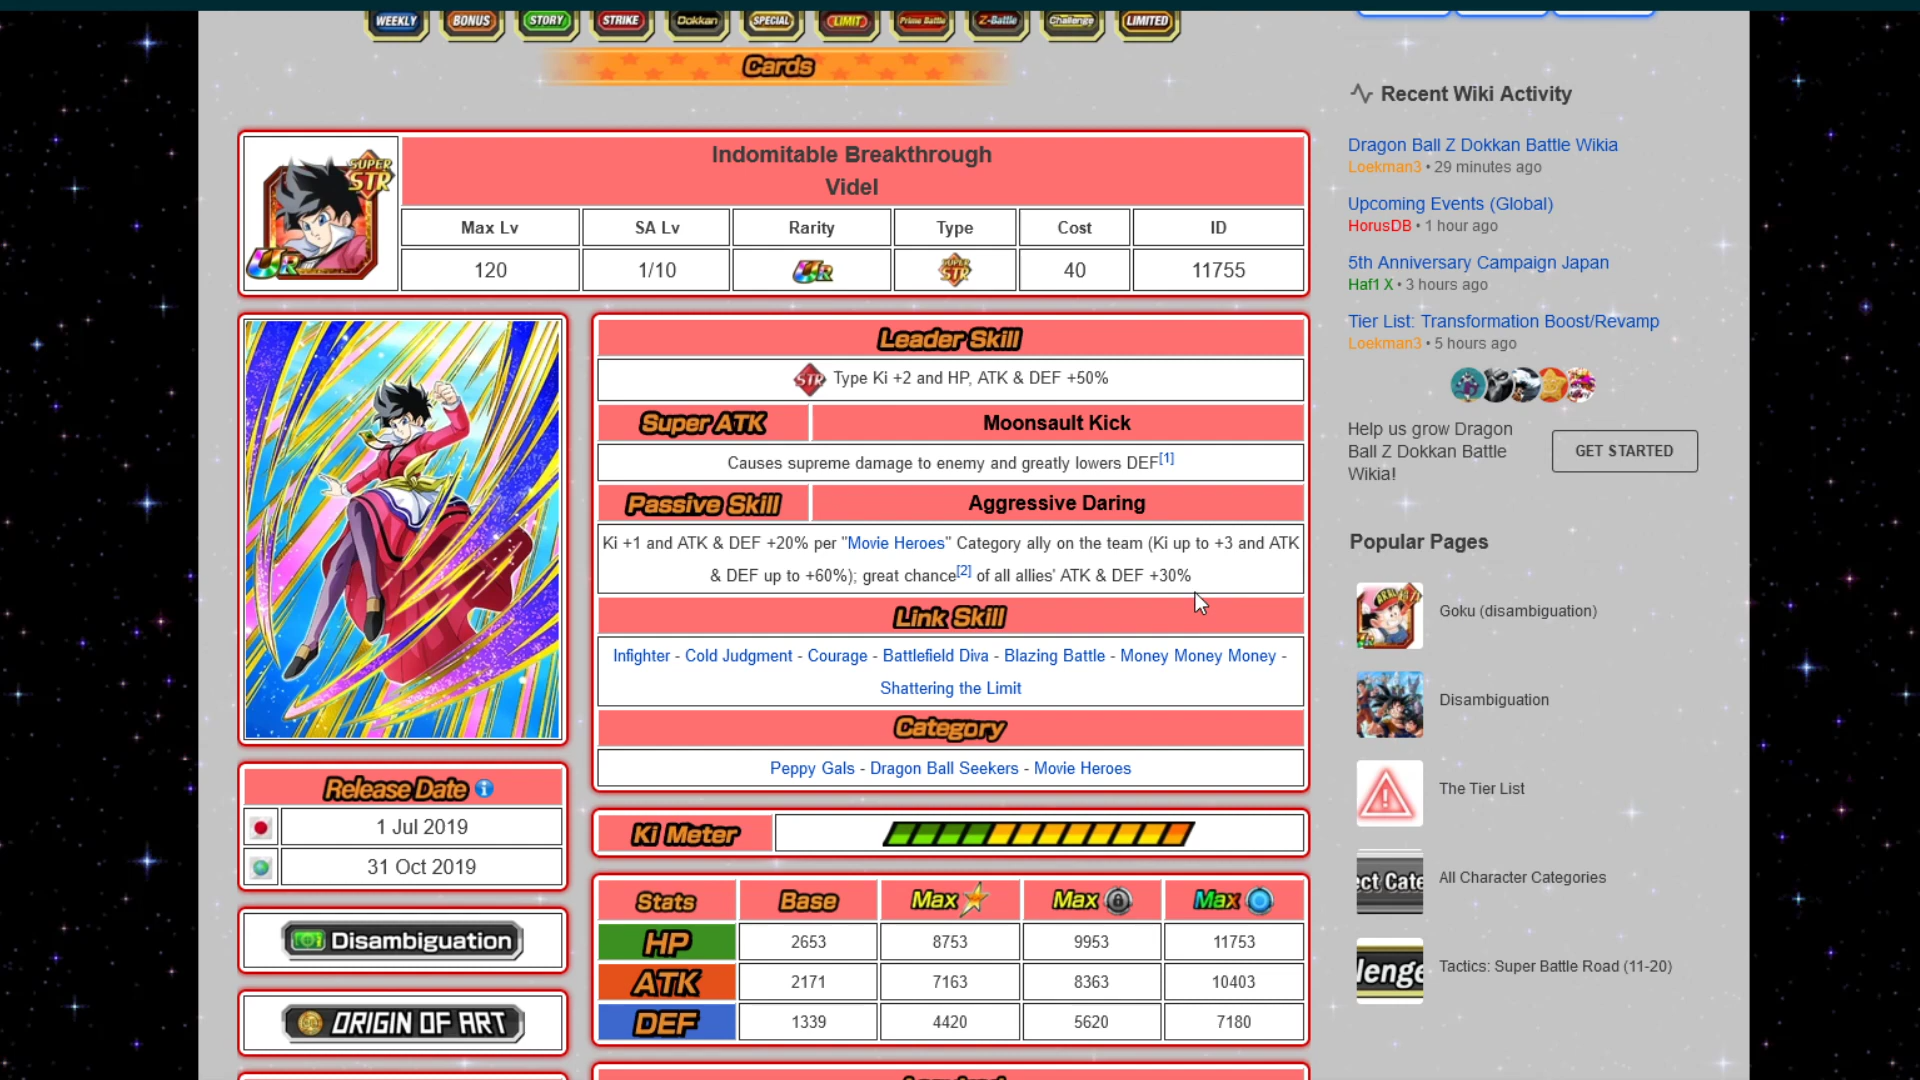 WEEKLY BONUS STORY STRIKE Dokkan SPECIAL LIMIT Prime Battle Z-Battle Challenge LIMITED
Cards
SUPER
STR
UR
Indomitable Breakthrough
Videl
Max Lv SA Lv Rarity Type Cost ID
120 1/10 UR SUPER STR 40 11755
Leader Skill
STR Type Ki +2 and HP, ATK & DEF +50%
Super ATK Moonsault Kick
Causes supreme damage to enemy and greatly lowers DEF[1]
Passive Skill Aggressive Daring
Ki +1 and ATK & DEF +20% per "Movie Heroes" Category ally on the team (Ki up to +3 and ATK
& DEF up to +60%); great chance[2] of all allies' ATK & DEF +30%
Link Skill
Infighter - Cold Judgment - Courage - Battlefield Diva - Blazing Battle - Money Money Money -
Shattering the Limit
Category
Peppy Gals - Dragon Ball Seekers - Movie Heroes
Release Date
1 Jul 2019
31 Oct 2019
Disambiguation
ORIGIN OF ART
Ki Meter
Stats Base Max Max Max
HP 2653 8753 9953 11753
ATK 2171 7163 8363 10403
DEF 1339 4420 5620 7180
Recent Wiki Activity
Dragon Ball Z Dokkan Battle Wikia
Loekman3 • 29 minutes ago
Upcoming Events (Global)
HorusDB • 1 hour ago
5th Anniversary Campaign Japan
Haf1 X • 3 hours ago
Tier List: Transformation Boost/Revamp
Loekman3 • 5 hours ago
Help us grow Dragon
Ball Z Dokkan Battle
Wikia!
GET STARTED
Popular Pages
Goku (disambiguation)
Disambiguation
The Tier List
ect Cate
All Character Categories
lenge
Tactics: Super Battle Road (11-20)